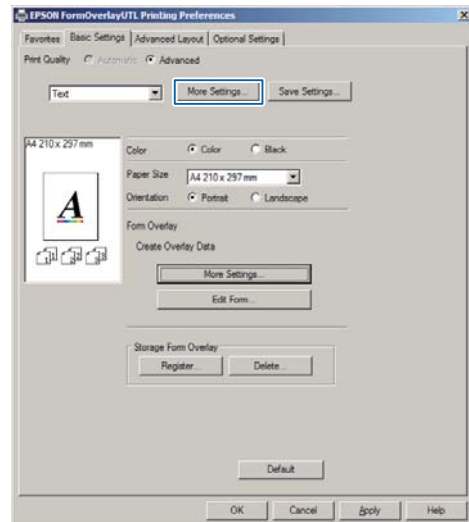 EPSON FormOverlayUTL Printing Preferences
X
Favorites Basic Settings Advanced Layout Optional Settings
Print Quality Automatic Advanced
Text More Settings... Save Settings...
A4 210 x 297 mm
Color Color Black
Paper Size A4 210 x 297 mm
Orientation Portrait Landscape
A
Form Overlay
Create Overlay Data
More Settings...
Edit Form...
Storage Form Overlay
Register... Delete...
Default
OK Cancel Apply Help